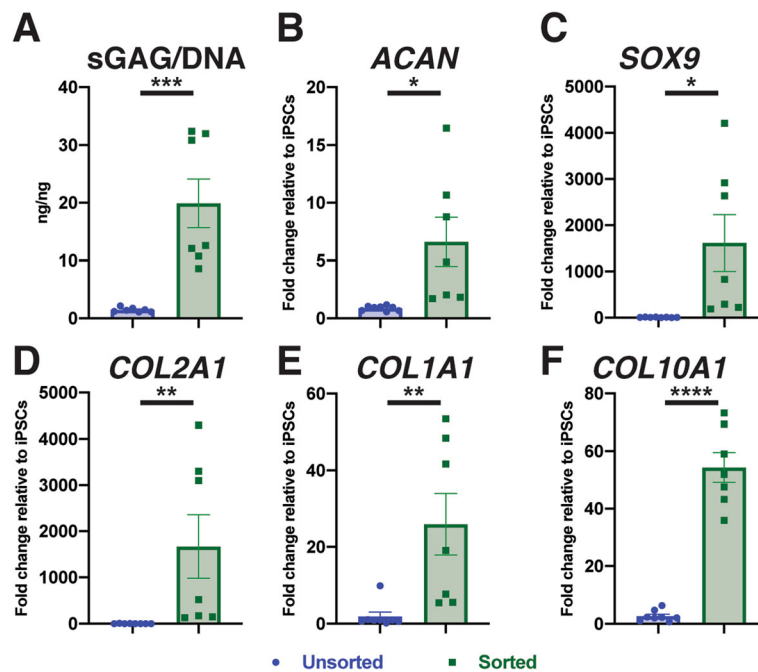 A
sGAG/DNA
***
40
30
20
10
0
ng/ng
B
ACAN
*
20
15
10
5
0
Fold change relative to iPSCs
C
SOX9
*
5000
4000
3000
2000
1000
0
Fold change relative to iPSCs
D
COL2A1
**
5000
4000
3000
2000
1000
0
Fold change relative to iPSCs
E
COL1A1
**
60
40
20
0
Fold change relative to iPSCs
F
COL10A1
****
80
60
40
20
0
Fold change relative to iPSCs
Unsorted
Sorted